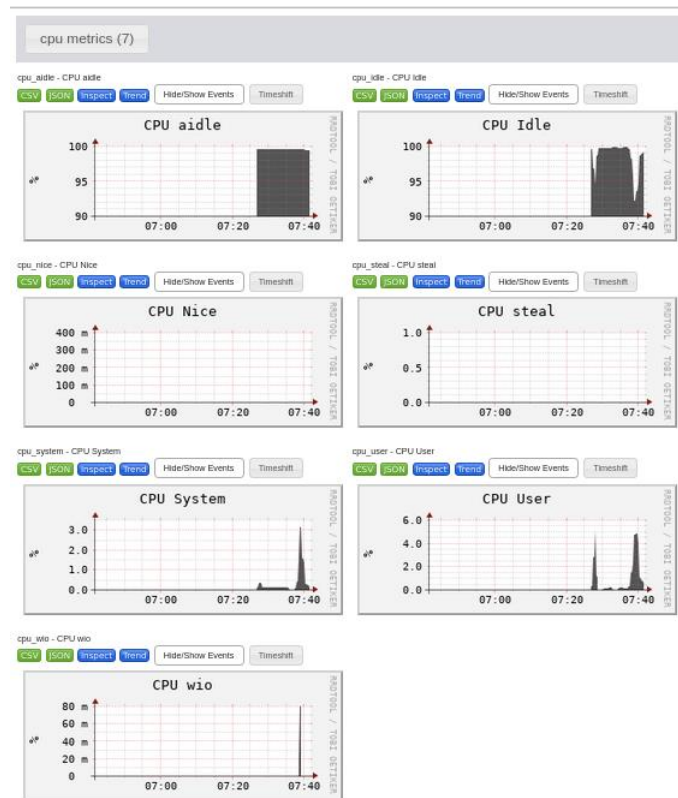 cpu metrics (7)
cpu_aidle - CPU aidle
CSV JSON Inspect Trend Hide/Show Events Timeshift
CPU aidle
100
95
90
%
07:00 07:20 07:40
RRDTOOL / TOBI OETIKER
cpu_idle - CPU Idle
CSV JSON Inspect Trend Hide/Show Events Timeshift
CPU Idle
100
95
90
%
07:00 07:20 07:40
RRDTOOL / TOBI OETIKER
cpu_nice - CPU Nice
CSV JSON Inspect Trend Hide/Show Events Timeshift
CPU Nice
400 m
300 m
200 m
100 m
0
%
07:00 07:20 07:40
RRDTOOL / TOBI OETIKER
cpu_steal - CPU steal
CSV JSON Inspect Trend Hide/Show Events Timeshift
CPU steal
1.0
0.5
0.0
%
07:00 07:20 07:40
RRDTOOL / TOBI OETIKER
cpu_system - CPU System
CSV JSON Inspect Trend Hide/Show Events Timeshift
CPU System
3.0
2.0
1.0
0.0
%
07:00 07:20 07:40
RRDTOOL / TOBI OETIKER
cpu_user - CPU User
CSV JSON Inspect Trend Hide/Show Events Timeshift
CPU User
6.0
4.0
2.0
0.0
%
07:00 07:20 07:40
RRDTOOL / TOBI OETIKER
cpu_wio - CPU wio
CSV JSON Inspect Trend Hide/Show Events Timeshift
CPU wio
80 m
60 m
40 m
20 m
0
%
07:00 07:20 07:40
RRDTOOL / TOBI OETIKER